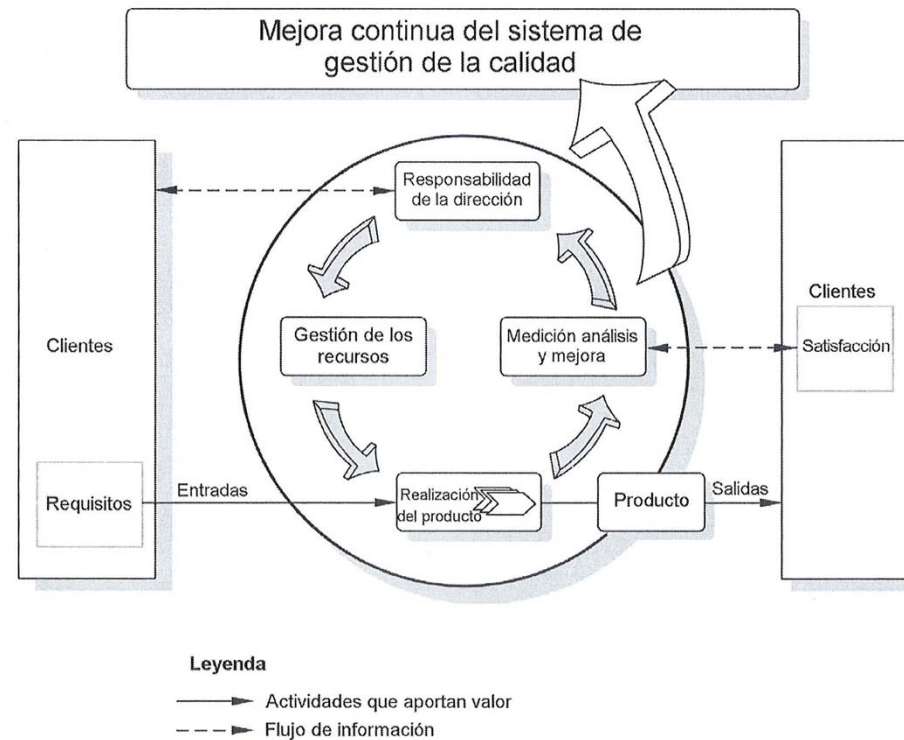 Mejora continua del sistema de
gestión de la calidad
Responsabilidad
de la dirección
Clientes
Gestión de los
recursos
Medición análisis
y mejora
Clientes
Satisfacción
Requisitos
Entradas
Realización
del producto
Producto
Salidas
Leyenda
Actividades que aportan valor
Flujo de información